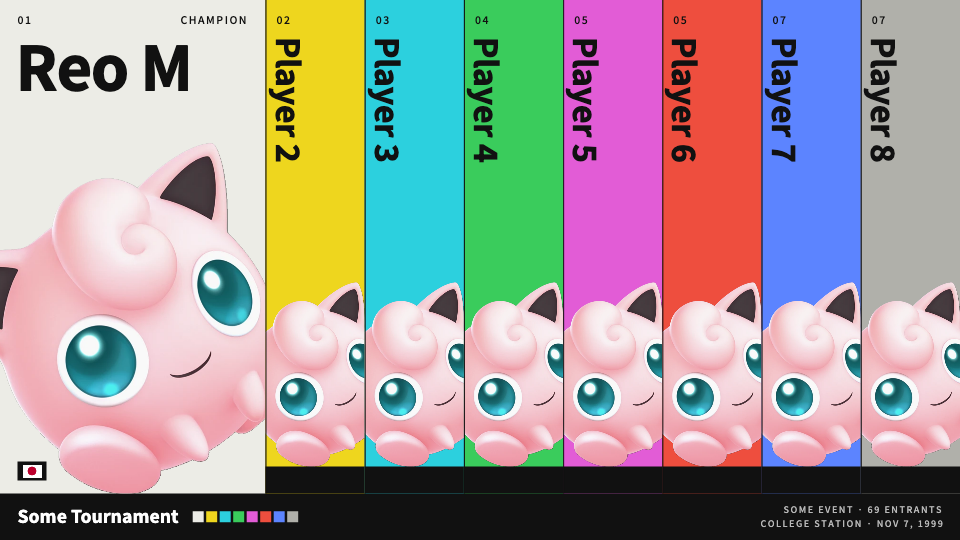 01 CHAMPION
Reo M
02
Player 2
03
Player 3
04
Player 4
05
Player 5
05
Player 6
07
Player 7
07
Player 8
Some Tournament
SOME EVENT · 69 ENTRANTS
COLLEGE STATION · NOV 7, 1999